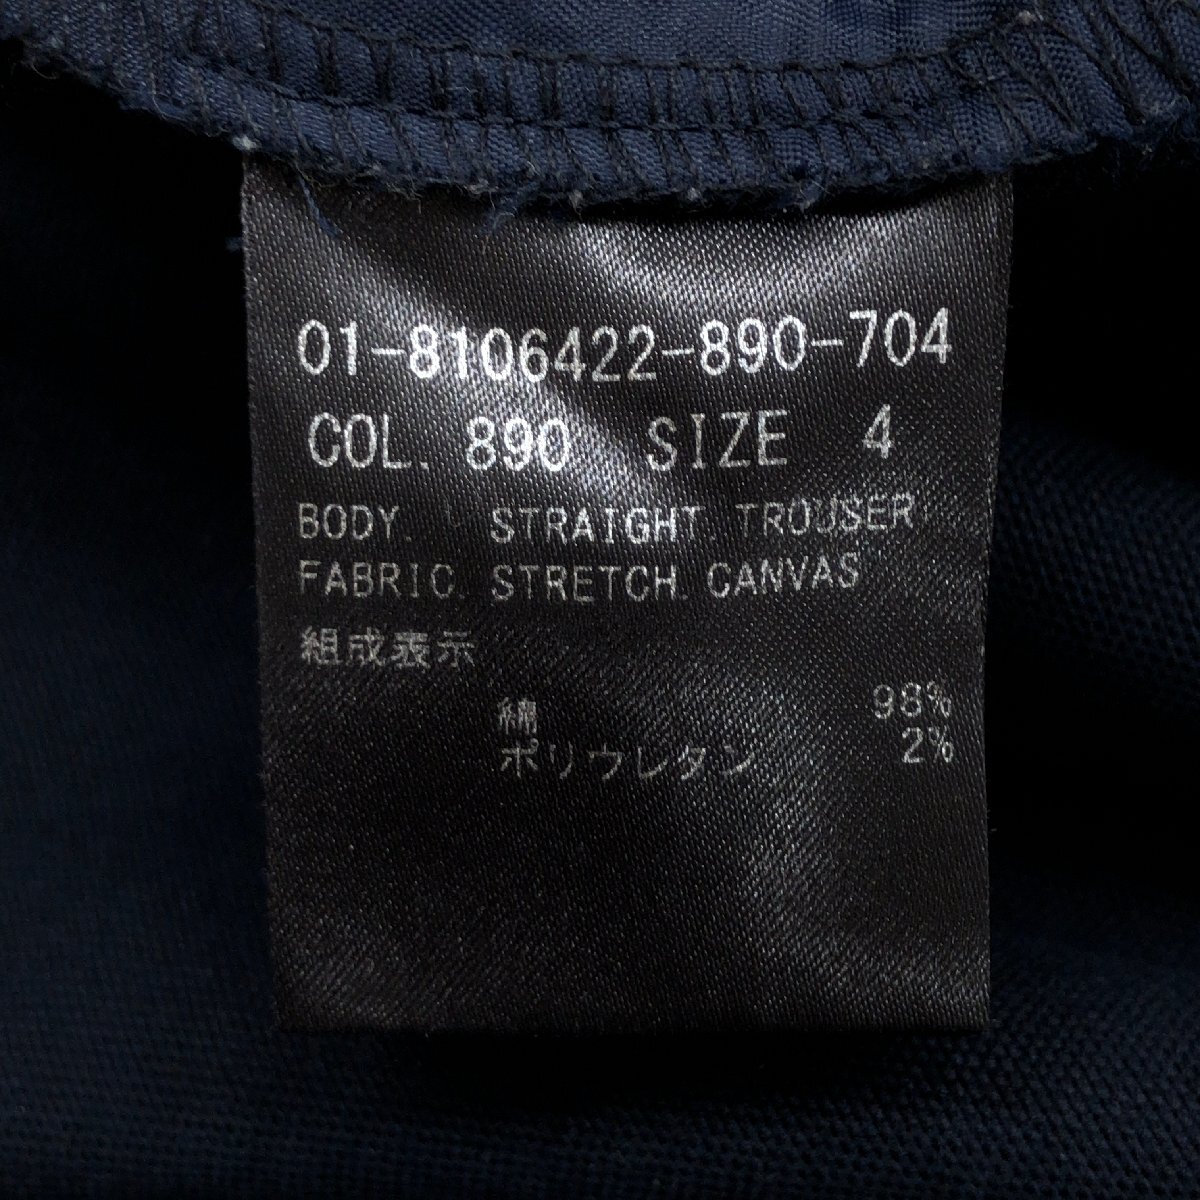 01-8106422-890-704
COL. 890 SIZE 4
BODY. STRAIGHT TROUSER
FABRIC. STRETCH CANVAS
組成表示
綿 98%
ポリウレタン 2%